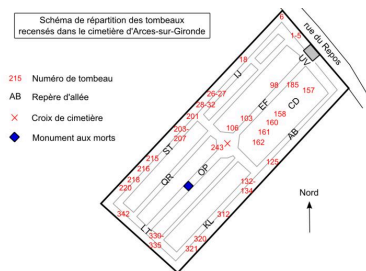 Schéma de répartition des tombeaux
recensés dans le cimetière d'Arces-sur-Gironde
215 Numéro de tombeau
AB Repère d'allée
Croix de cimetière
Monument aux morts
6
rue du Repos
1-5
UV
18
IJ
98
185
157
26-27
28-32
EF
CD
201
103
158
160
203-
207
106
161
AB
ST
243
162
215
216
OP
125
QR
218
220
132-
134
342
LT
KL
312
330-
335
320
321
Nord